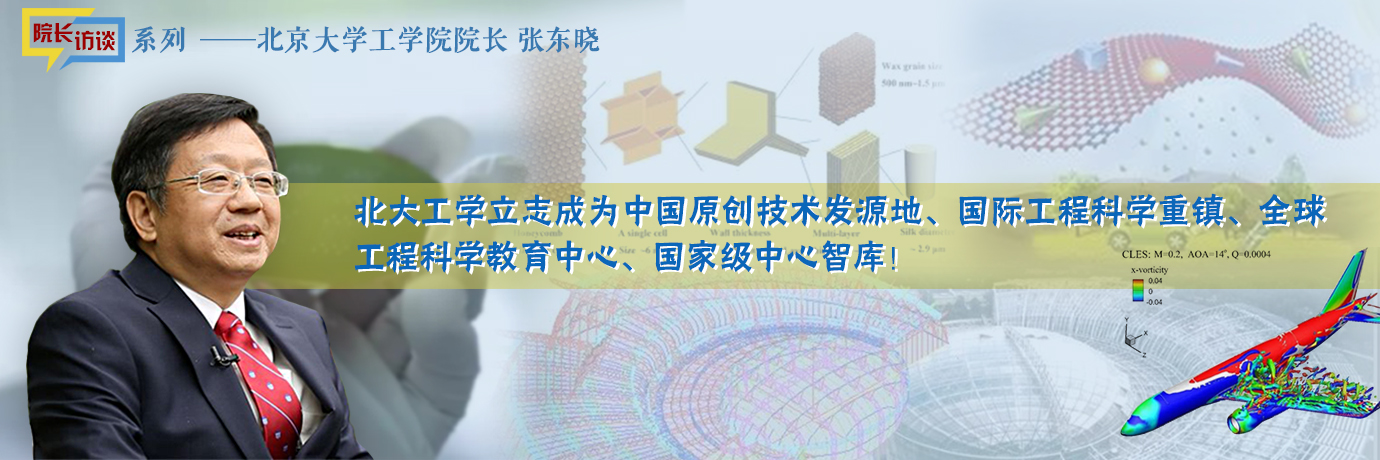 院长访谈 系列 ——北京大学工学院院长 张东晓
Wax grain size
500 nm~1.5 μm
北大工学立志成为中国原创技术发源地、国际工程科学重镇、全球
Honeycomb A single cell Wall thickness Multi-layer Silk
工程科学教育中心、国家级中心智库！
~2.9 μm
CLES: M=0.2, AOA=14°, Q=0.0004
x-vorticity
0.04
0
-0.04
Y
X
Z